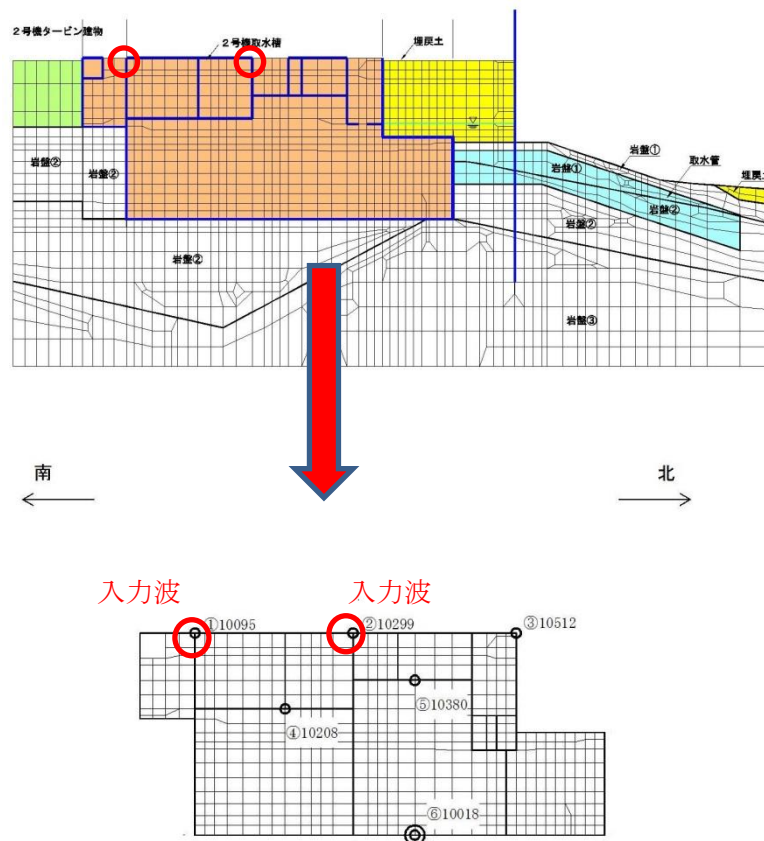 ２号機タービン建物
２号機取水槽
埋戻土
岩盤①
取水管
岩盤②
岩盤②
岩盤①
岩盤②
埋戻土
岩盤②
岩盤②
岩盤③
南
北
入力波
入力波
①10095
②10299
③10512
⑤10380
④10208
⑥10018